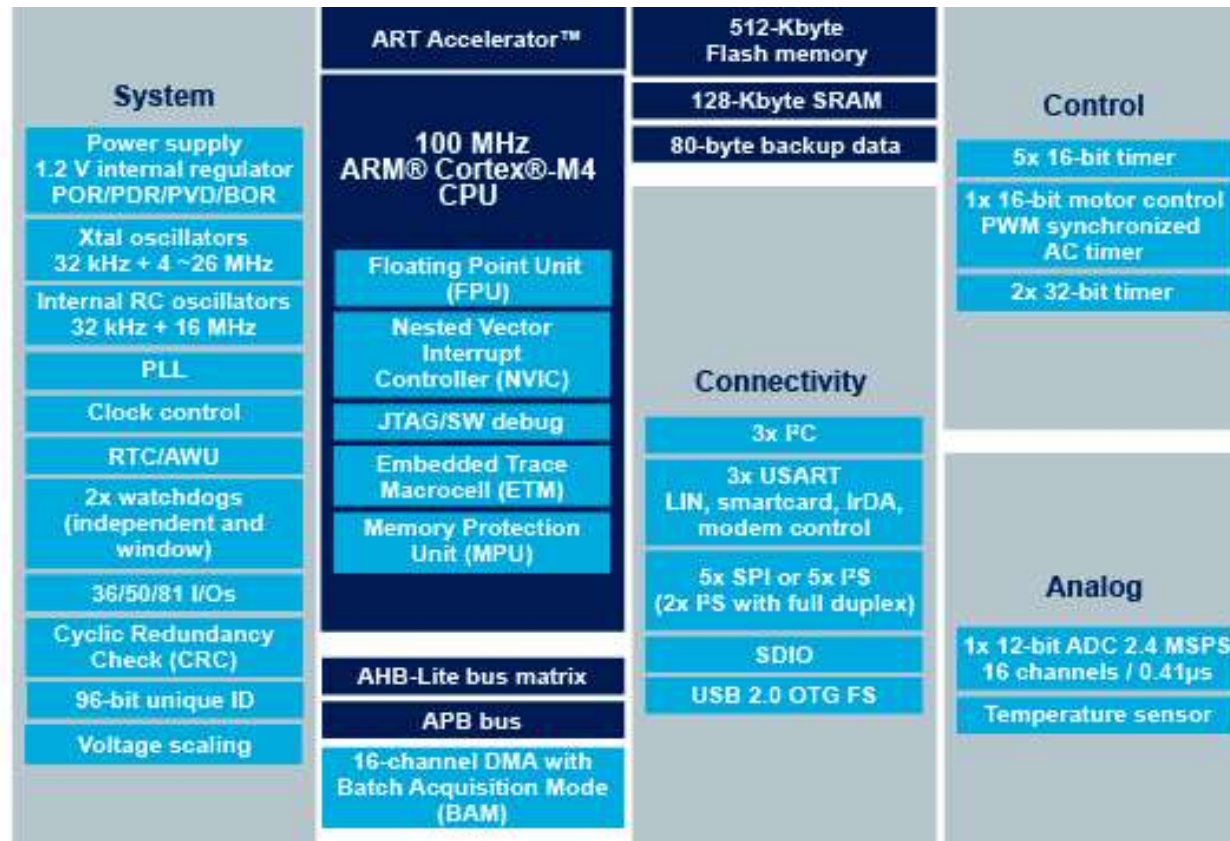 System
Power supply
1.2 V internal regulator
POR/PDR/PVD/BOR
Xtal oscillators
32 kHz + 4 ~26 MHz
Internal RC oscillators
32 kHz + 16 MHz
PLL
Clock control
RTC/AWU
2x watchdogs
(independent and
window)
36/50/81 I/Os
Cyclic Redundancy
Check (CRC)
96-bit unique ID
Voltage scaling
ART Accelerator™
100 MHz
ARM® Cortex®-M4
CPU
Floating Point Unit
(FPU)
Nested Vector
Interrupt
Controller (NVIC)
JTAG/SW debug
Embedded Trace
Macrocell (ETM)
Memory Protection
Unit (MPU)
AHB-Lite bus matrix
APB bus
16-channel DMA with
Batch Acquisition Mode
(BAM)
512-Kbyte
Flash memory
128-Kbyte SRAM
80-byte backup data
Connectivity
3x I²C
3x USART
LIN, smartcard, IrDA,
modem control
5x SPI or 5x I²S
(2x I²S with full duplex)
SDIO
USB 2.0 OTG FS
Control
5x 16-bit timer
1x 16-bit motor control
PWM synchronized
AC timer
2x 32-bit timer
Analog
1x 12-bit ADC 2.4 MSPS
16 channels / 0.41µs
Temperature sensor